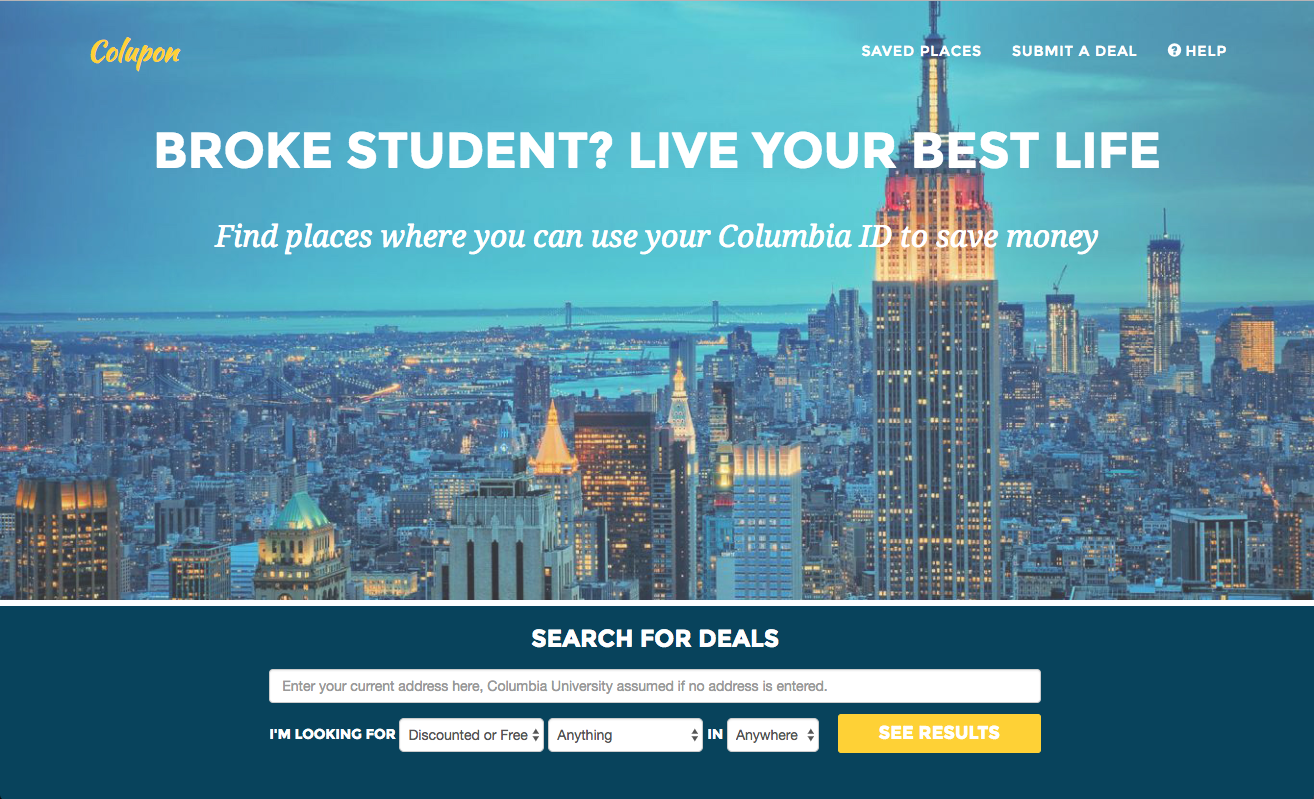 Colupon
SAVED PLACES SUBMIT A DEAL HELP
BROKE STUDENT? LIVE YOUR BEST LIFE
Find places where you can use your Columbia ID to save money
SEARCH FOR DEALS
Enter your current address here, Columbia University assumed if no address is entered.
I'M LOOKING FOR Discounted or Free Anything IN Anywhere SEE RESULTS